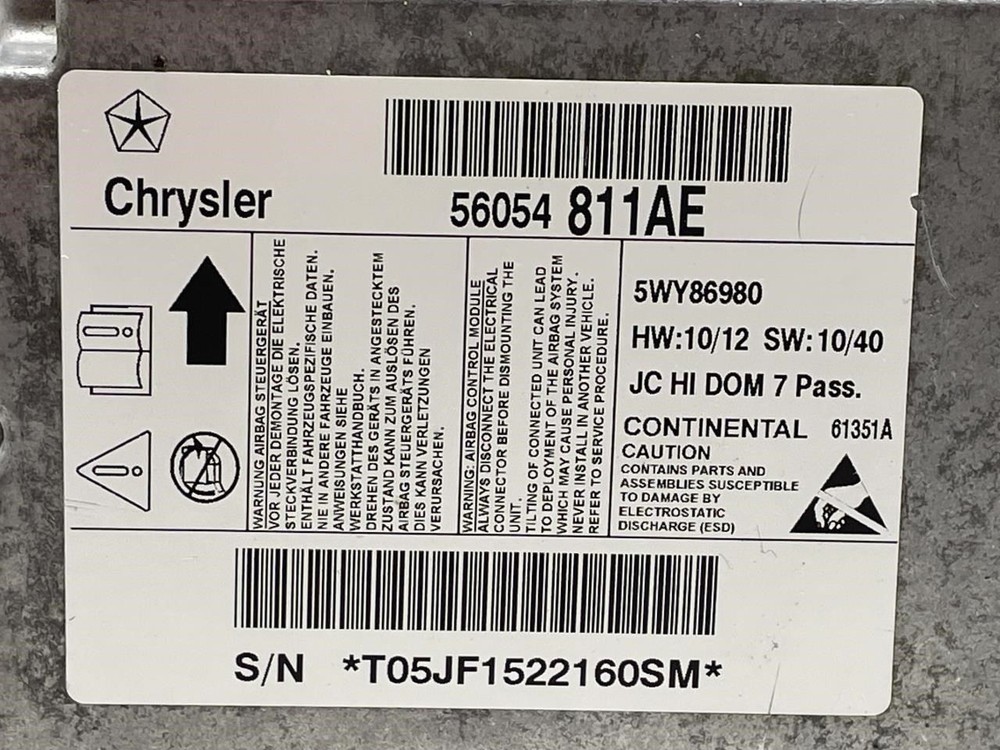 Chrysler
56054 811AE
WARNUNG AIRBAG STEUERGERÄT
VOR JEDER DEMONTAGE DIE ELEKTRISCHE
STECKVERBINDUNG LÖSEN.
ENTHÄLT FAHRZEUGSPEZIFISCHE DATEN.
NIE IN ANDERE FAHRZEUGE EINBAUEN.
ANWEISUNGEN SIEHE
WERKSTATTHANDBUCH.
DREHEN DES GERÄTS IN ANGESTECKTEM
ZUSTAND KANN ZUM AUSLÖSEN DES
AIRBAG STEUERGERÄTS FÜHREN.
DIES KANN VERLETZUNGEN
VERURSACHEN.
WARNING: AIRBAG CONTROL MODULE
ALWAYS DISCONNECT THE ELECTRICAL
CONNECTOR BEFORE DISMOUNTING THE
UNIT.
TILTING OF CONNECTED UNIT CAN LEAD
TO DEPLOYMENT OF THE AIRBAG SYSTEM
WHICH MAY CAUSE PERSONAL INJURY.
NEVER INSTALL IN ANOTHER VEHICLE.
REFER TO SERVICE PROCEDURE.
5WY86980
HW:10/12 SW:10/40
JC HI DOM 7 Pass.
CONTINENTAL 61351A
CAUTION
CONTAINS PARTS AND
ASSEMBLIES SUSCEPTIBLE
TO DAMAGE BY
ELECTROSTATIC
DISCHARGE (ESD)
S/N *T05JF1522160SM*